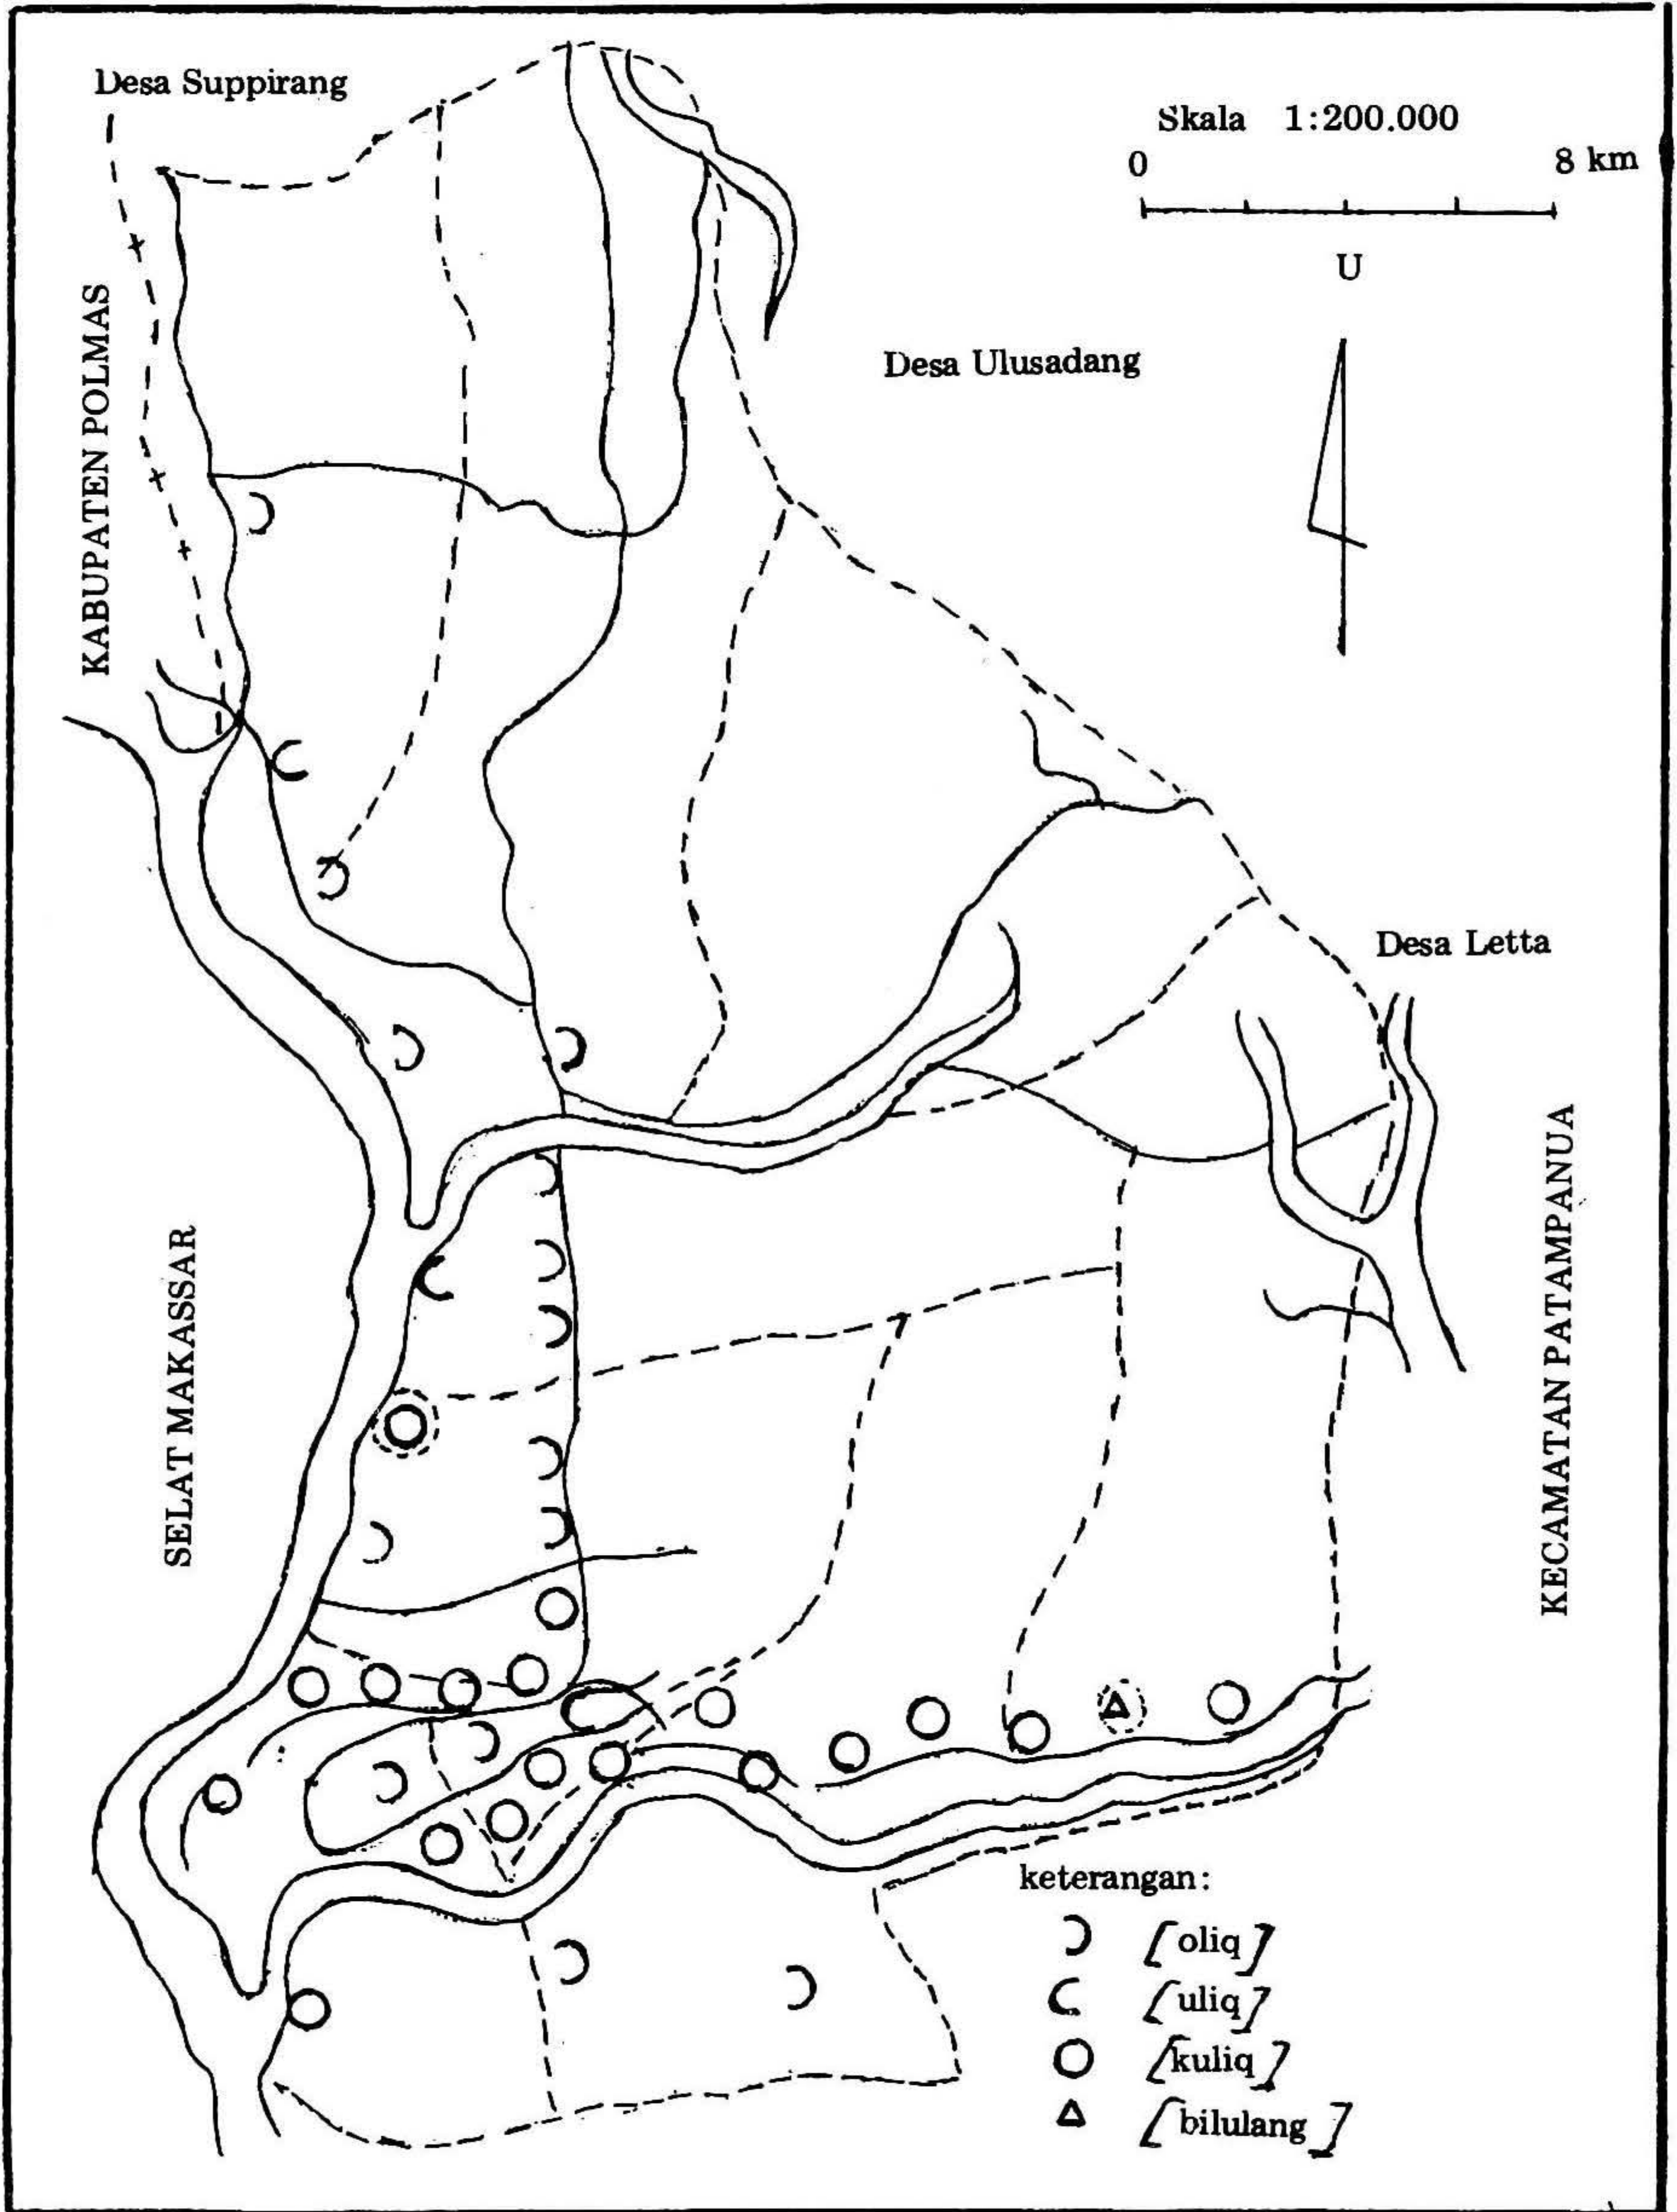 Desa Suppirang
Skala 1:200.000
0 8 km
U
KABUPATEN POLMAS
Desa Ulusadang
Desa Letta
SELAT MAKASSAR
KECAMATAN PATAMPANUA
keterangan:
[oliq]
[uliq]
[kuliq]
[bilulang]